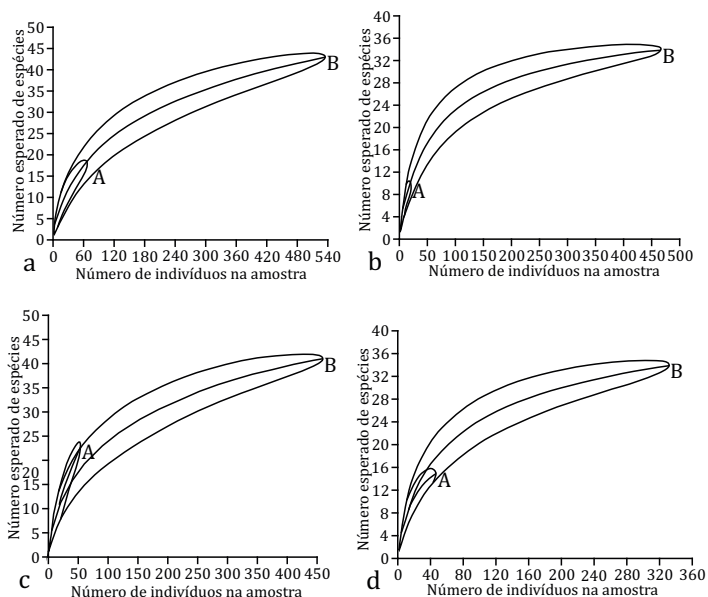 Número esperado de espécies
50
45
40
35
30
25
20
15
10
5
0
A
B
0 60 120 180 240 300 360 420 480 540
a
Número de indivíduos na amostra
Número esperado de espécies
40
36
32
28
24
20
16
12
8
4
0
A
B
0 50 100 150 200 250 300 350 400 450 500
b
Número de indivíduos na amostra
Número esperado de espécies
50
45
40
35
30
25
20
15
10
5
0
A
B
0 50 100 150 200 250 300 350 400 450
c
Número de indivíduos na amostra
Número esperado de espécies
40
36
32
28
24
20
16
12
8
4
0
A
B
0 40 80 120 160 200 240 280 320 360
d
Número de indivíduos na amostra